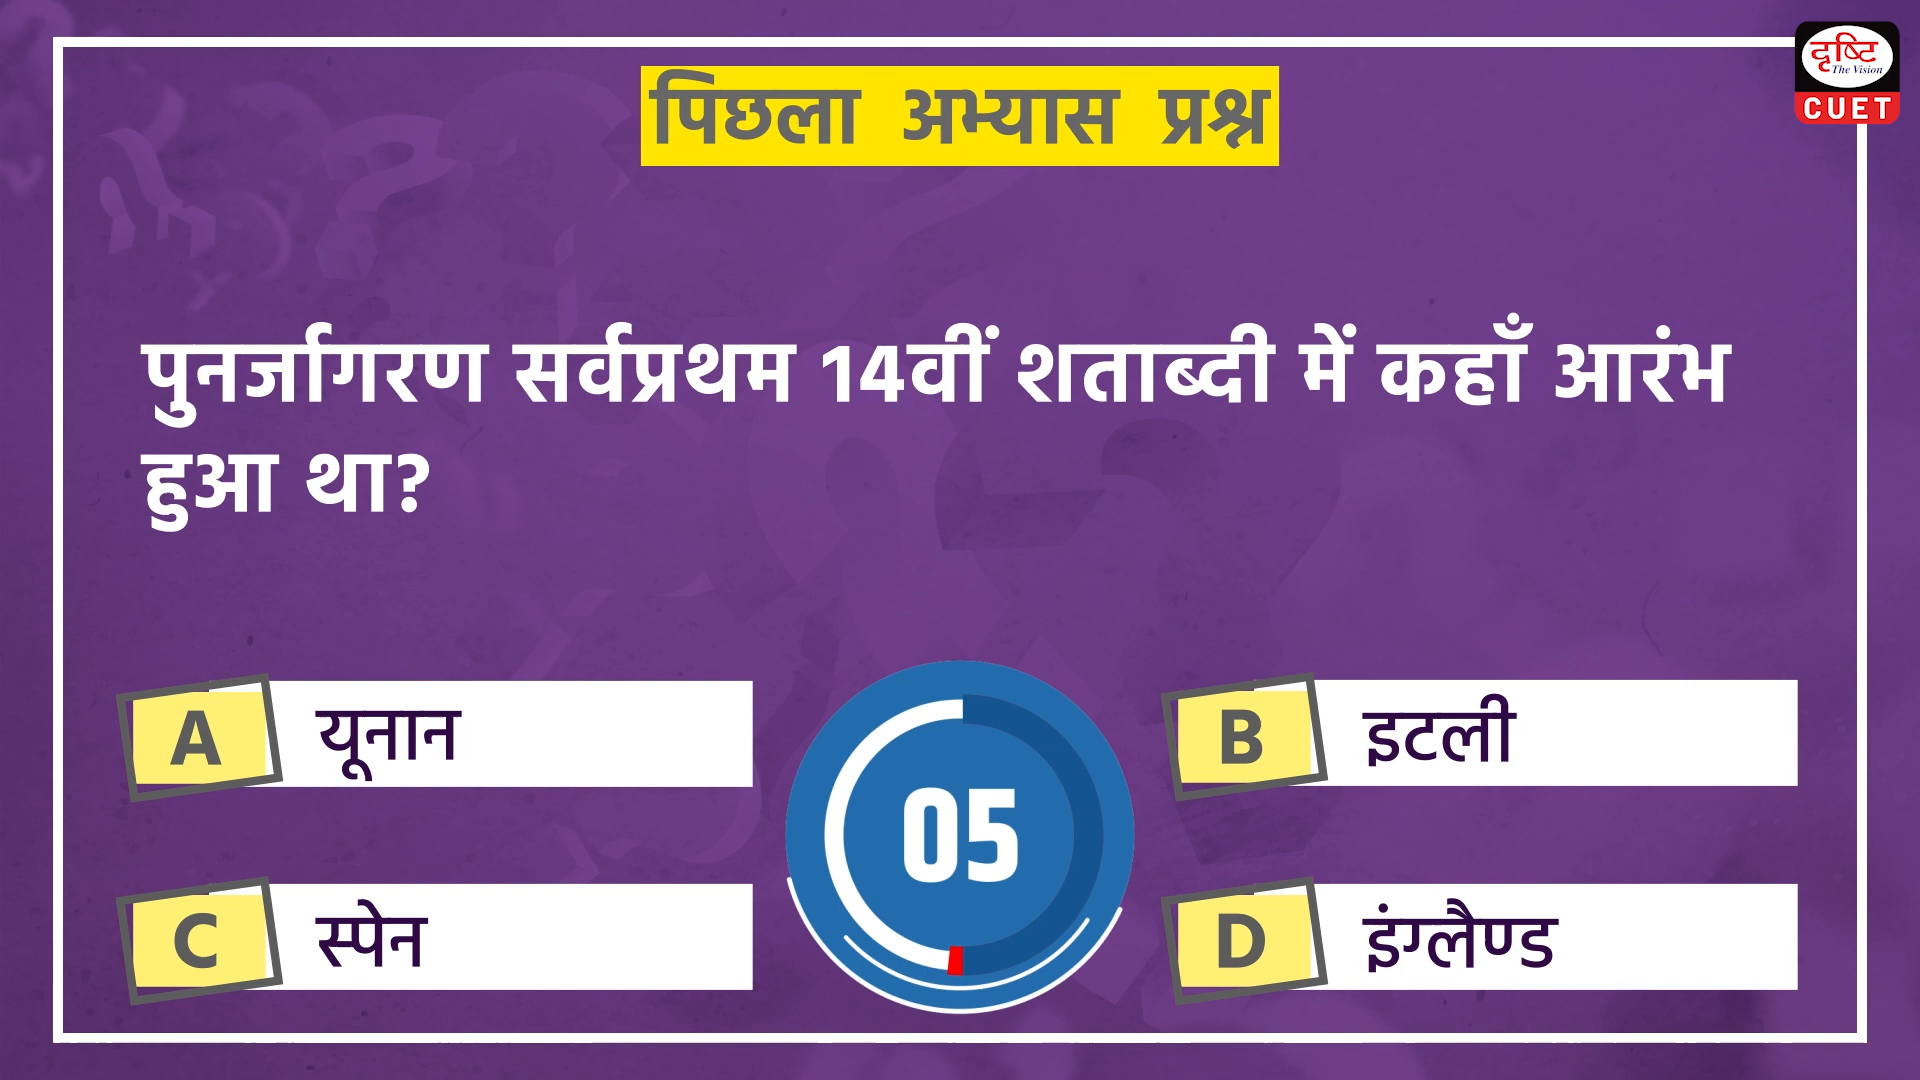 दृष्टि
The Vision
CUET
पिछला अभ्यास प्रश्न
पुनर्जागरण सर्वप्रथम 14वीं शताब्दी में कहाँ आरंभ
हुआ था?
A यूनान
B इटली
05
C स्पेन
D इंग्लैण्ड